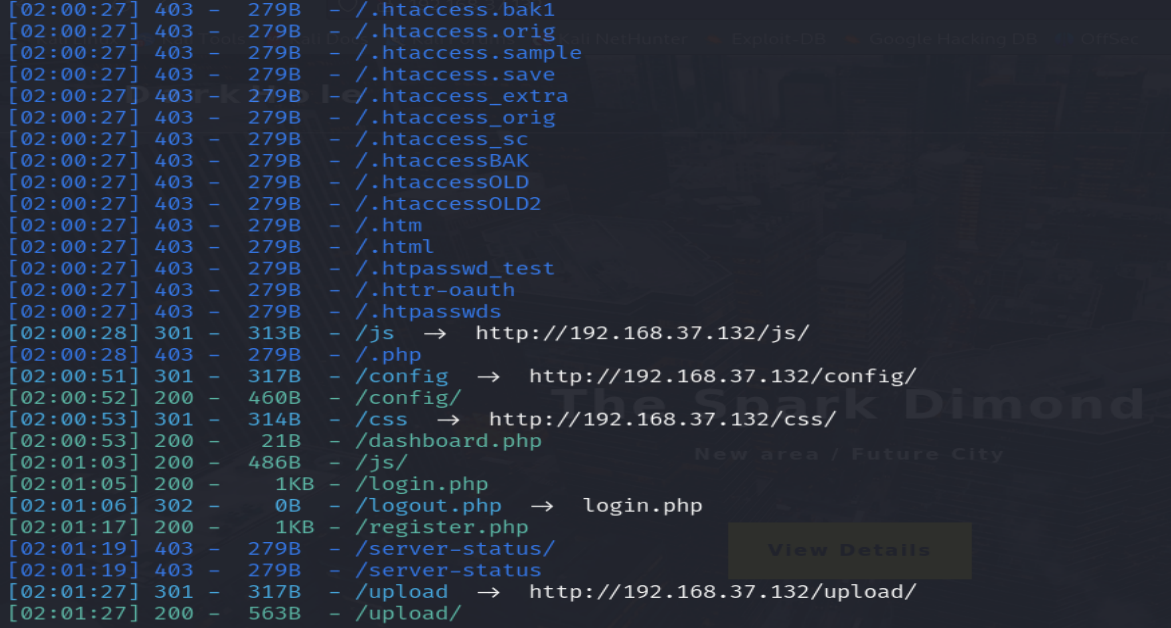 [02:00:27] 403 -   279B  - /.htaccess.bak1
[02:00:27] 403 -   279B  - /.htaccess.orig
[02:00:27] 403 -   279B  - /.htaccess.sample
[02:00:27] 403 -   279B  - /.htaccess.save
[02:00:27] 403 -   279B  - /.htaccess_extra
[02:00:27] 403 -   279B  - /.htaccess_orig
[02:00:27] 403 -   279B  - /.htaccess_sc
[02:00:27] 403 -   279B  - /.htaccessBAK
[02:00:27] 403 -   279B  - /.htaccessOLD
[02:00:27] 403 -   279B  - /.htaccessOLD2
[02:00:27] 403 -   279B  - /.htm
[02:00:27] 403 -   279B  - /.html
[02:00:27] 403 -   279B  - /.htpasswd_test
[02:00:27] 403 -   279B  - /.httr-oauth
[02:00:27] 403 -   279B  - /.htpasswds
[02:00:28] 301 -   313B  - /js  →  http://192.168.37.132/js/
[02:00:28] 403 -   279B  - /.php
[02:00:51] 301 -   317B  - /config  →  http://192.168.37.132/config/
[02:00:52] 200 -   460B  - /config/
[02:00:53] 301 -   314B  - /css  →  http://192.168.37.132/css/
[02:00:53] 200 -    21B  - /dashboard.php
[02:01:03] 200 -   486B  - /js/
[02:01:05] 200 -     1KB - /login.php
[02:01:06] 302 -     0B  - /logout.php  →  login.php
[02:01:17] 200 -     1KB - /register.php
[02:01:19] 403 -   279B  - /server-status/
[02:01:19] 403 -   279B  - /server-status
[02:01:27] 301 -   317B  - /upload  →  http://192.168.37.132/upload/
[02:01:27] 200 -   563B  - /upload/
NetHunter
Exploit-DB
Google Hacking DB
OffSec
The Spark Dimond
New area / Future City
View Details